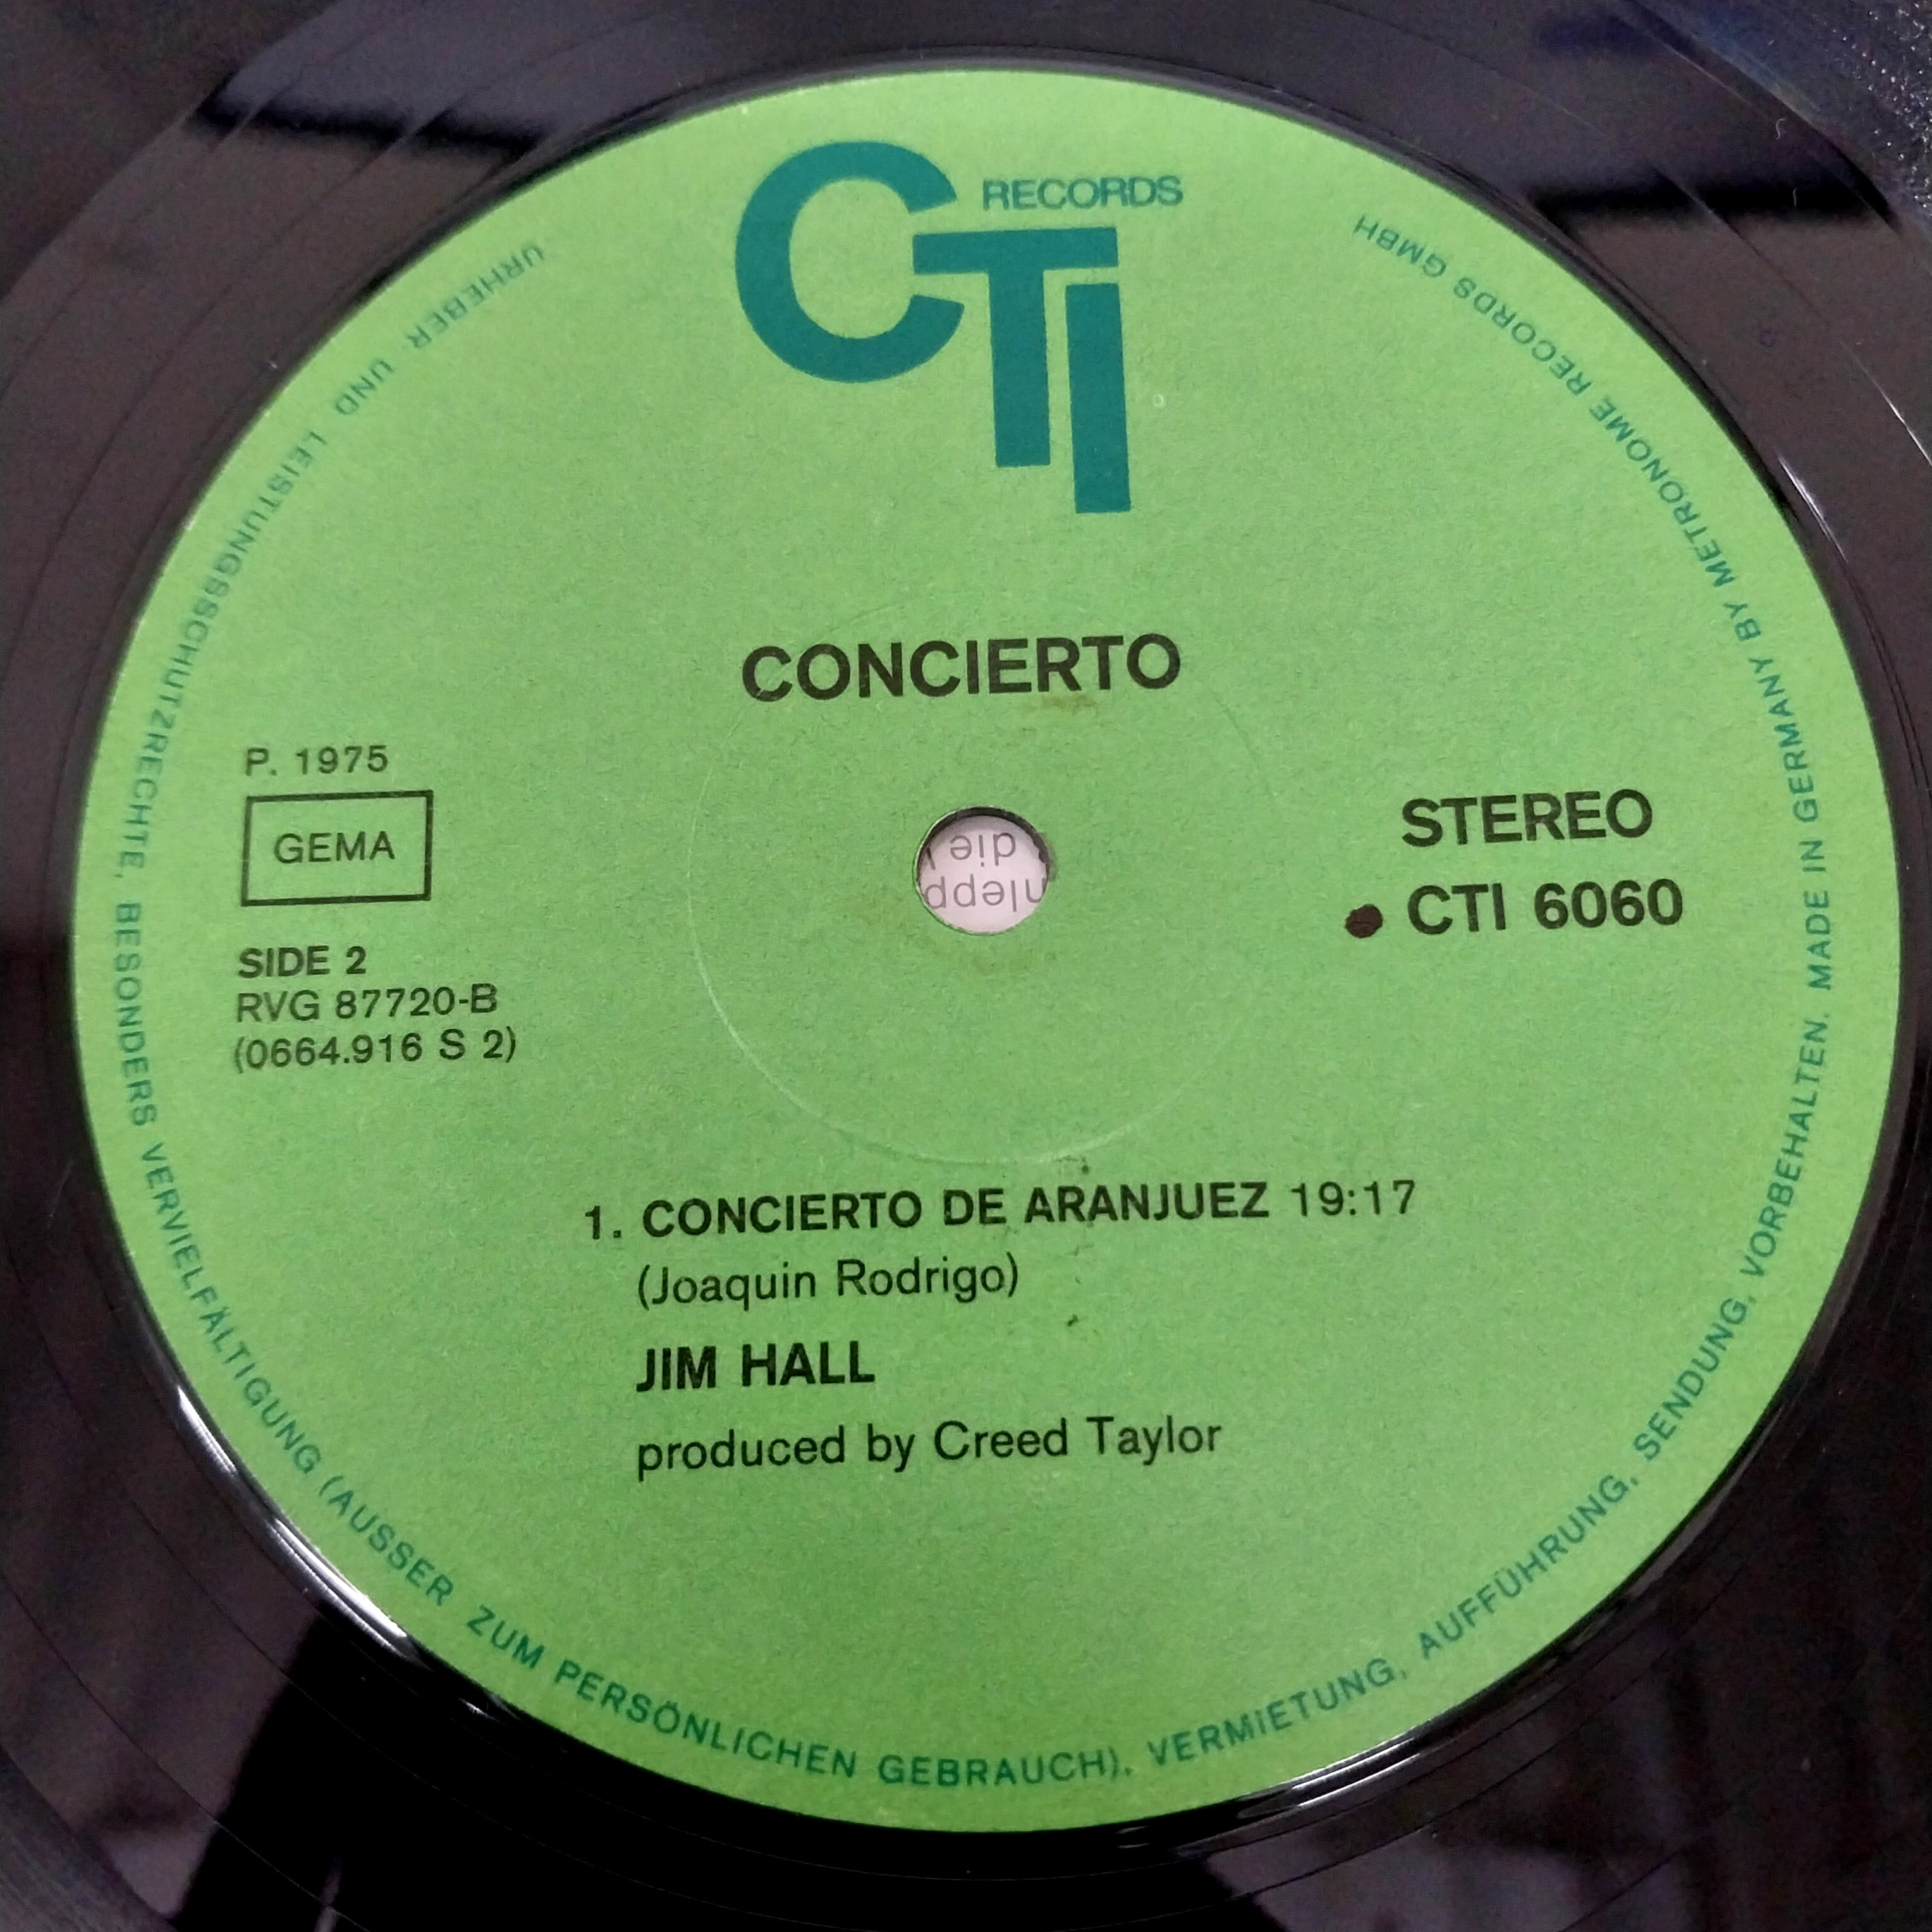 CTI RECORDS
CONCIERTO
P. 1975
GEMA
SIDE 2
RVG 87720-B
(0664.916 S 2)
STEREO
CTI 6060
1. CONCIERTO DE ARANJUEZ 19:17
(Joaquin Rodrigo)
JIM HALL
produced by Creed Taylor
URHEBER UND LEISTUNGSSCHUTZRECHTE, BESONDERS VERVIELFÄLTIGUNG (AUSSER ZUM PERSÖNLICHEN GEBRAUCH), VERMIETUNG, AUFFÜHRUNG, SENDUNG, VORBEHALTEN. MADE IN GERMANY BY METRONOME RECORDS GMBH
die